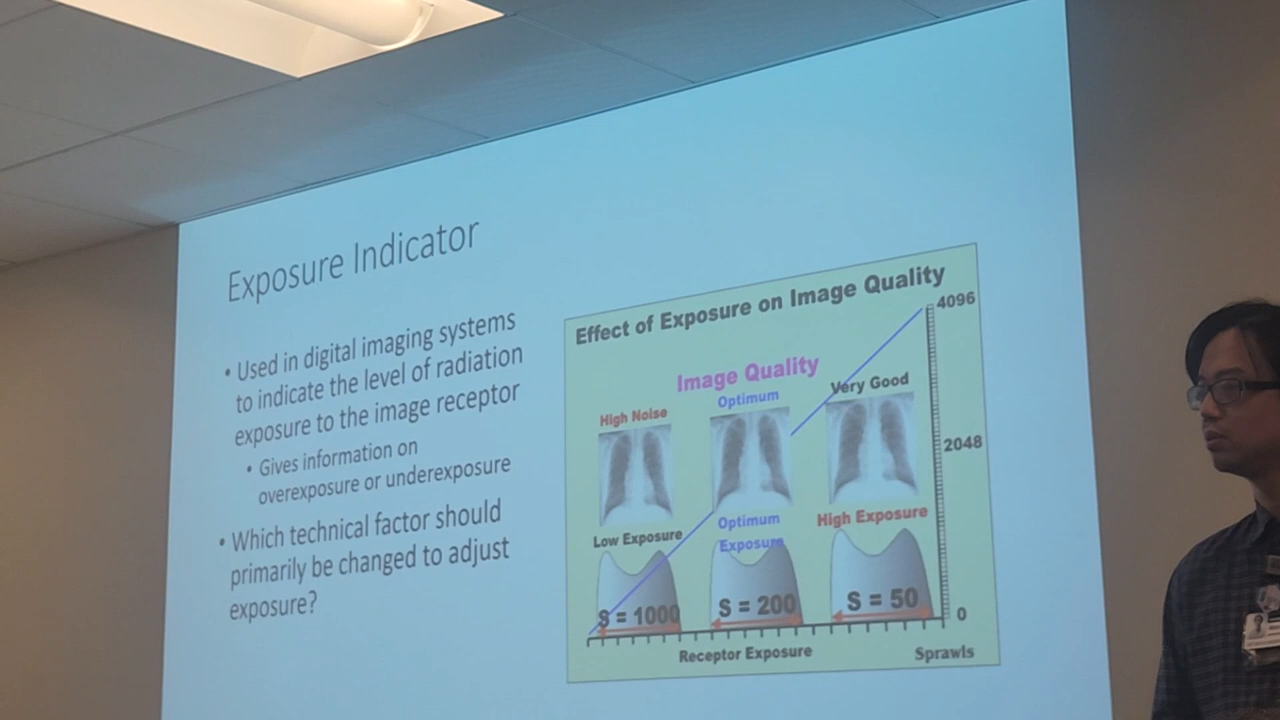 Exposure Indicator
• Used in digital imaging systems
to indicate the level of radiation
exposure to the image receptor
• Gives information on
overexposure or underexposure
• Which technical factor should
primarily be changed to adjust
exposure?
Effect of Exposure on Image Quality
4096
Image Quality
High Noise
Optimum
Very Good
2048
Low Exposure
Optimum
Exposure
High Exposure
S = 1000
S = 200
S = 50
0
Receptor Exposure
Sprawls